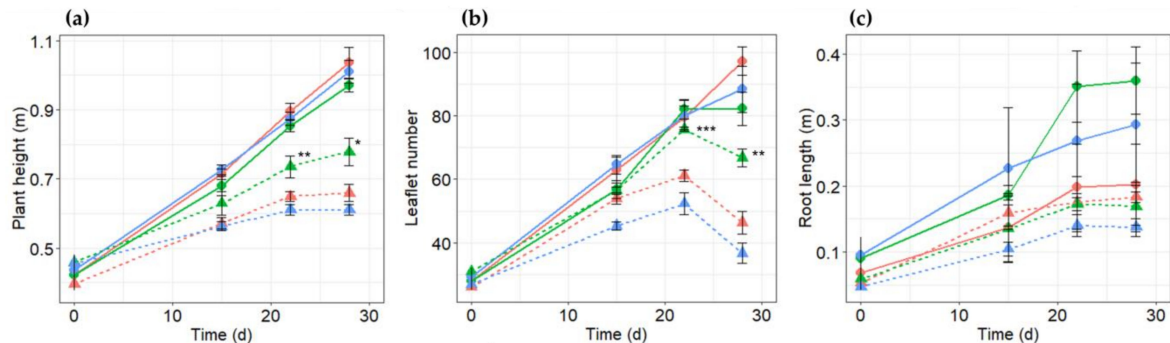 (a)
1.1
0.9
0.7
0.5
Plant height (m)
** *
0 10 20 30
Time (d)
(b)
100
80
60
40
Leaflet number
***
**
0 10 20 30
Time (d)
(c)
0.4
0.3
0.2
0.1
Root length (m)
0 10 20 30
Time (d)